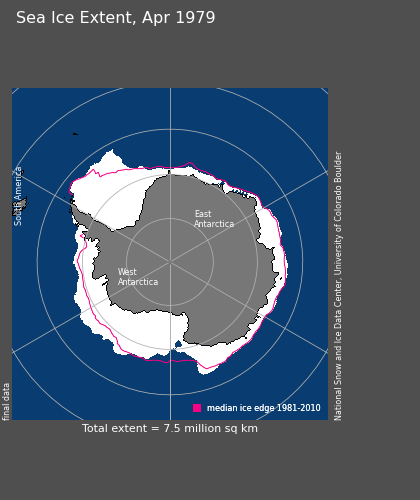 Sea Ice Extent, Apr 1979
South America
East
Antarctica
West
Antarctica
National Snow and Ice Data Center, University of Colorado Boulder
final data
median ice edge 1981-2010
Total extent = 7.5 million sq km